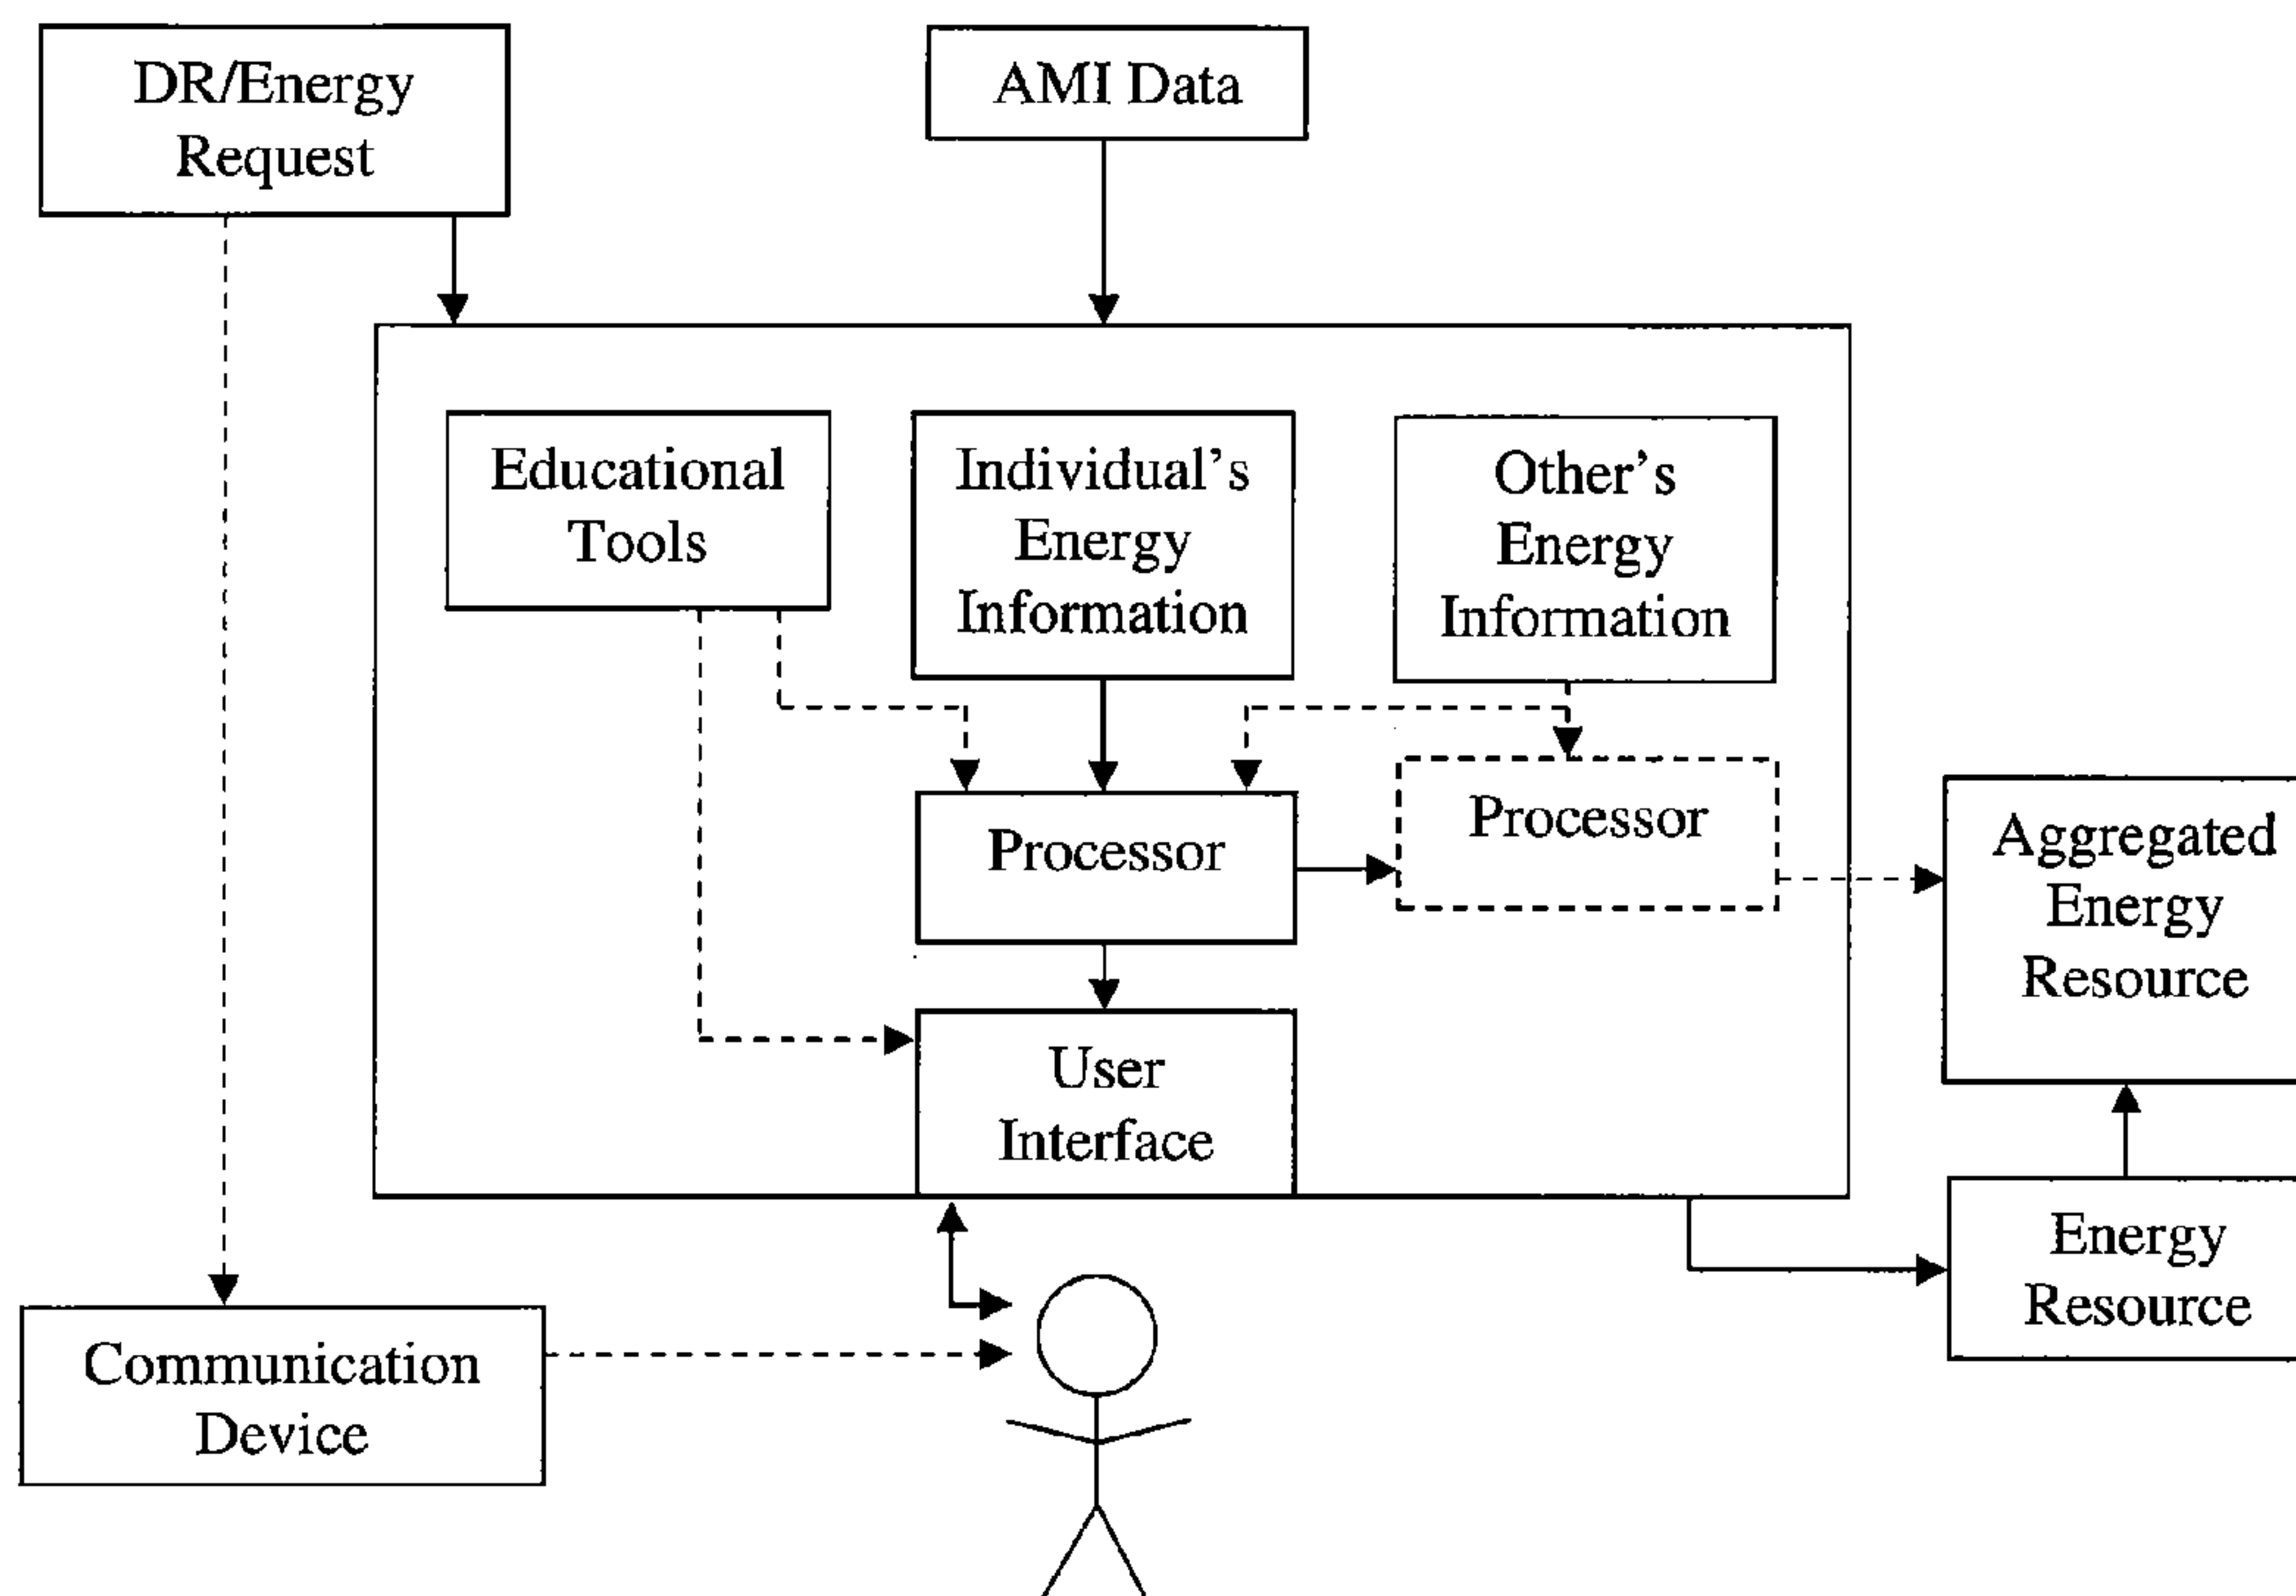 DR/Energy
Request
AMI Data
Educational
Tools
Individual's
Energy
Information
Other's
Energy
Information
Processor
Processor
Aggregated
Energy
Resource
User
Interface
Energy
Resource
Communication
Device